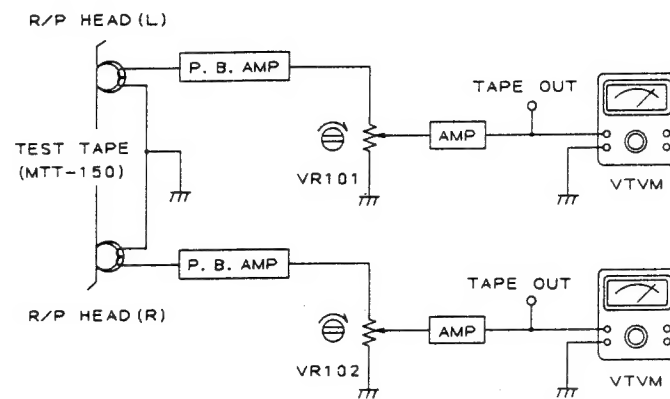 R/P HEAD(L)
P. B. AMP
TAPE OUT
TEST TAPE
(MTT-150)
AMP
VR101
VTVM
P. B. AMP
TAPE OUT
R/P HEAD(R)
AMP
VR102
VTVM